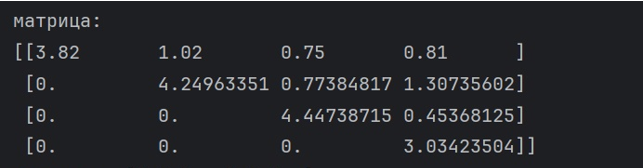 матрица:
[[3.82       1.02       0.75       0.81      ]
 [0.         4.24963351 0.77384817 1.30735602]
 [0.         0.         4.44738715 0.45368125]
 [0.         0.         0.         3.03423504]]